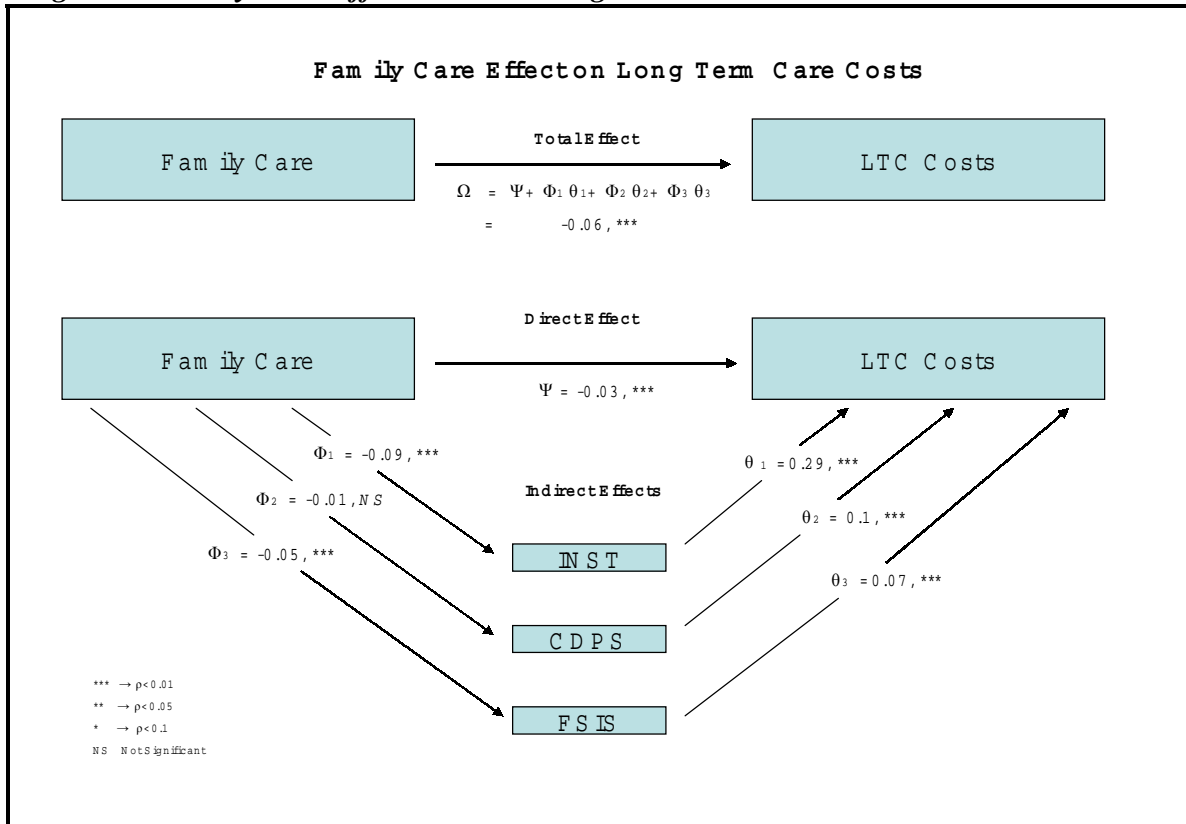 Family Care Effect on Long Term Care Costs
Total Effect
Family Care
LTC Costs
Ω = Ψ+ Φ1 θ1+ Φ2 θ2+ Φ3 θ3
= -0.06, ***
Direct Effect
Family Care
LTC Costs
Ψ = -0.03, ***
Φ1 = -0.09, ***
θ1 =0.29, ***
Φ2 = -0.01, NS
Indirect Effects
θ2 = 0.1, ***
Φ3 = -0.05, ***
INST
θ3 =0.07, ***
CDPS
FSIS
*** → ρ<0.01
** → ρ<0.05
* → ρ<0.1
NS Not Significant